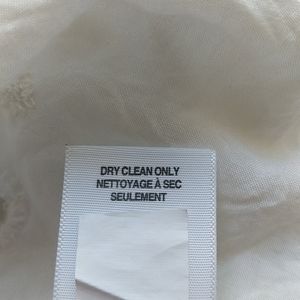 DRY CLEAN ONLY
NETTOYAGE À SEC
SEULEMENT